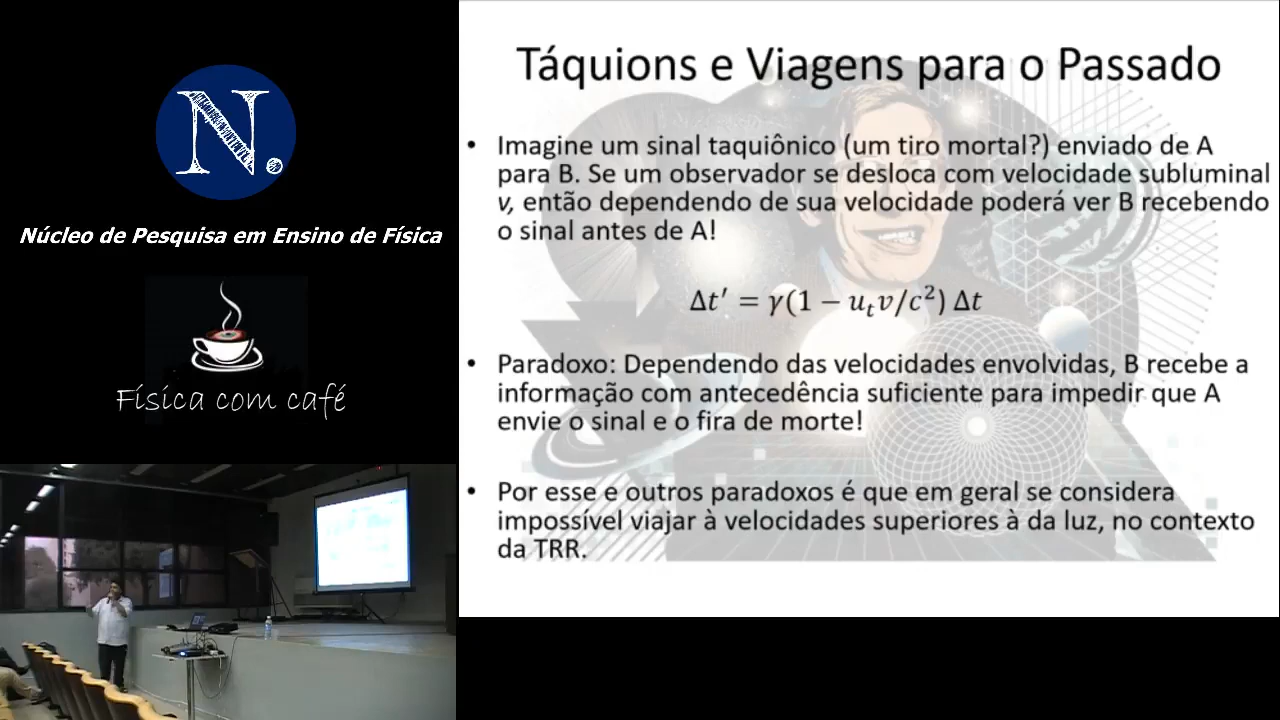 N.
Núcleo de Pesquisa em Ensino de Física
Física com café
Táquions e Viagens para o Passado
• Imagine um sinal taquiônico (um tiro mortal?) enviado de A
para B. Se um observador se desloca com velocidade subluminal
v, então dependendo de sua velocidade poderá ver B recebendo
o sinal antes de A!
Δt′ = γ(1 − uₜv/c²) Δt
• Paradoxo: Dependendo das velocidades envolvidas, B recebe a
informação com antecedência suficiente para impedir que A
envie o sinal e o fira de morte!
• Por esse e outros paradoxos é que em geral se considera
impossível viajar à velocidades superiores à da luz, no contexto
da TRR.